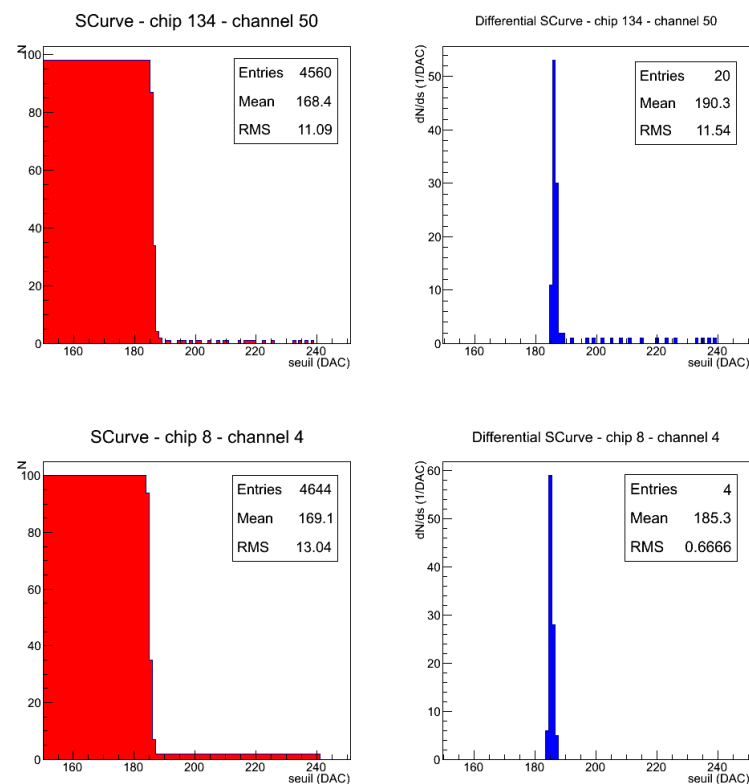 SCurve - chip 134 - channel 50
N
100
80
60
40
20
0
160 180 200 220 240
seuil (DAC)
Entries 4560
Mean 168.4
RMS 11.09
Differential SCurve - chip 134 - channel 50
dN/ds (1/DAC)
50
40
30
20
10
0
160 180 200 220 240
seuil (DAC)
Entries 20
Mean 190.3
RMS 11.54
SCurve - chip 8 - channel 4
N
100
80
60
40
20
0
160 180 200 220 240
seuil (DAC)
Entries 4644
Mean 169.1
RMS 13.04
Differential SCurve - chip 8 - channel 4
dN/ds (1/DAC)
60
50
40
30
20
10
0
160 180 200 220 240
seuil (DAC)
Entries 4
Mean 185.3
RMS 0.6666